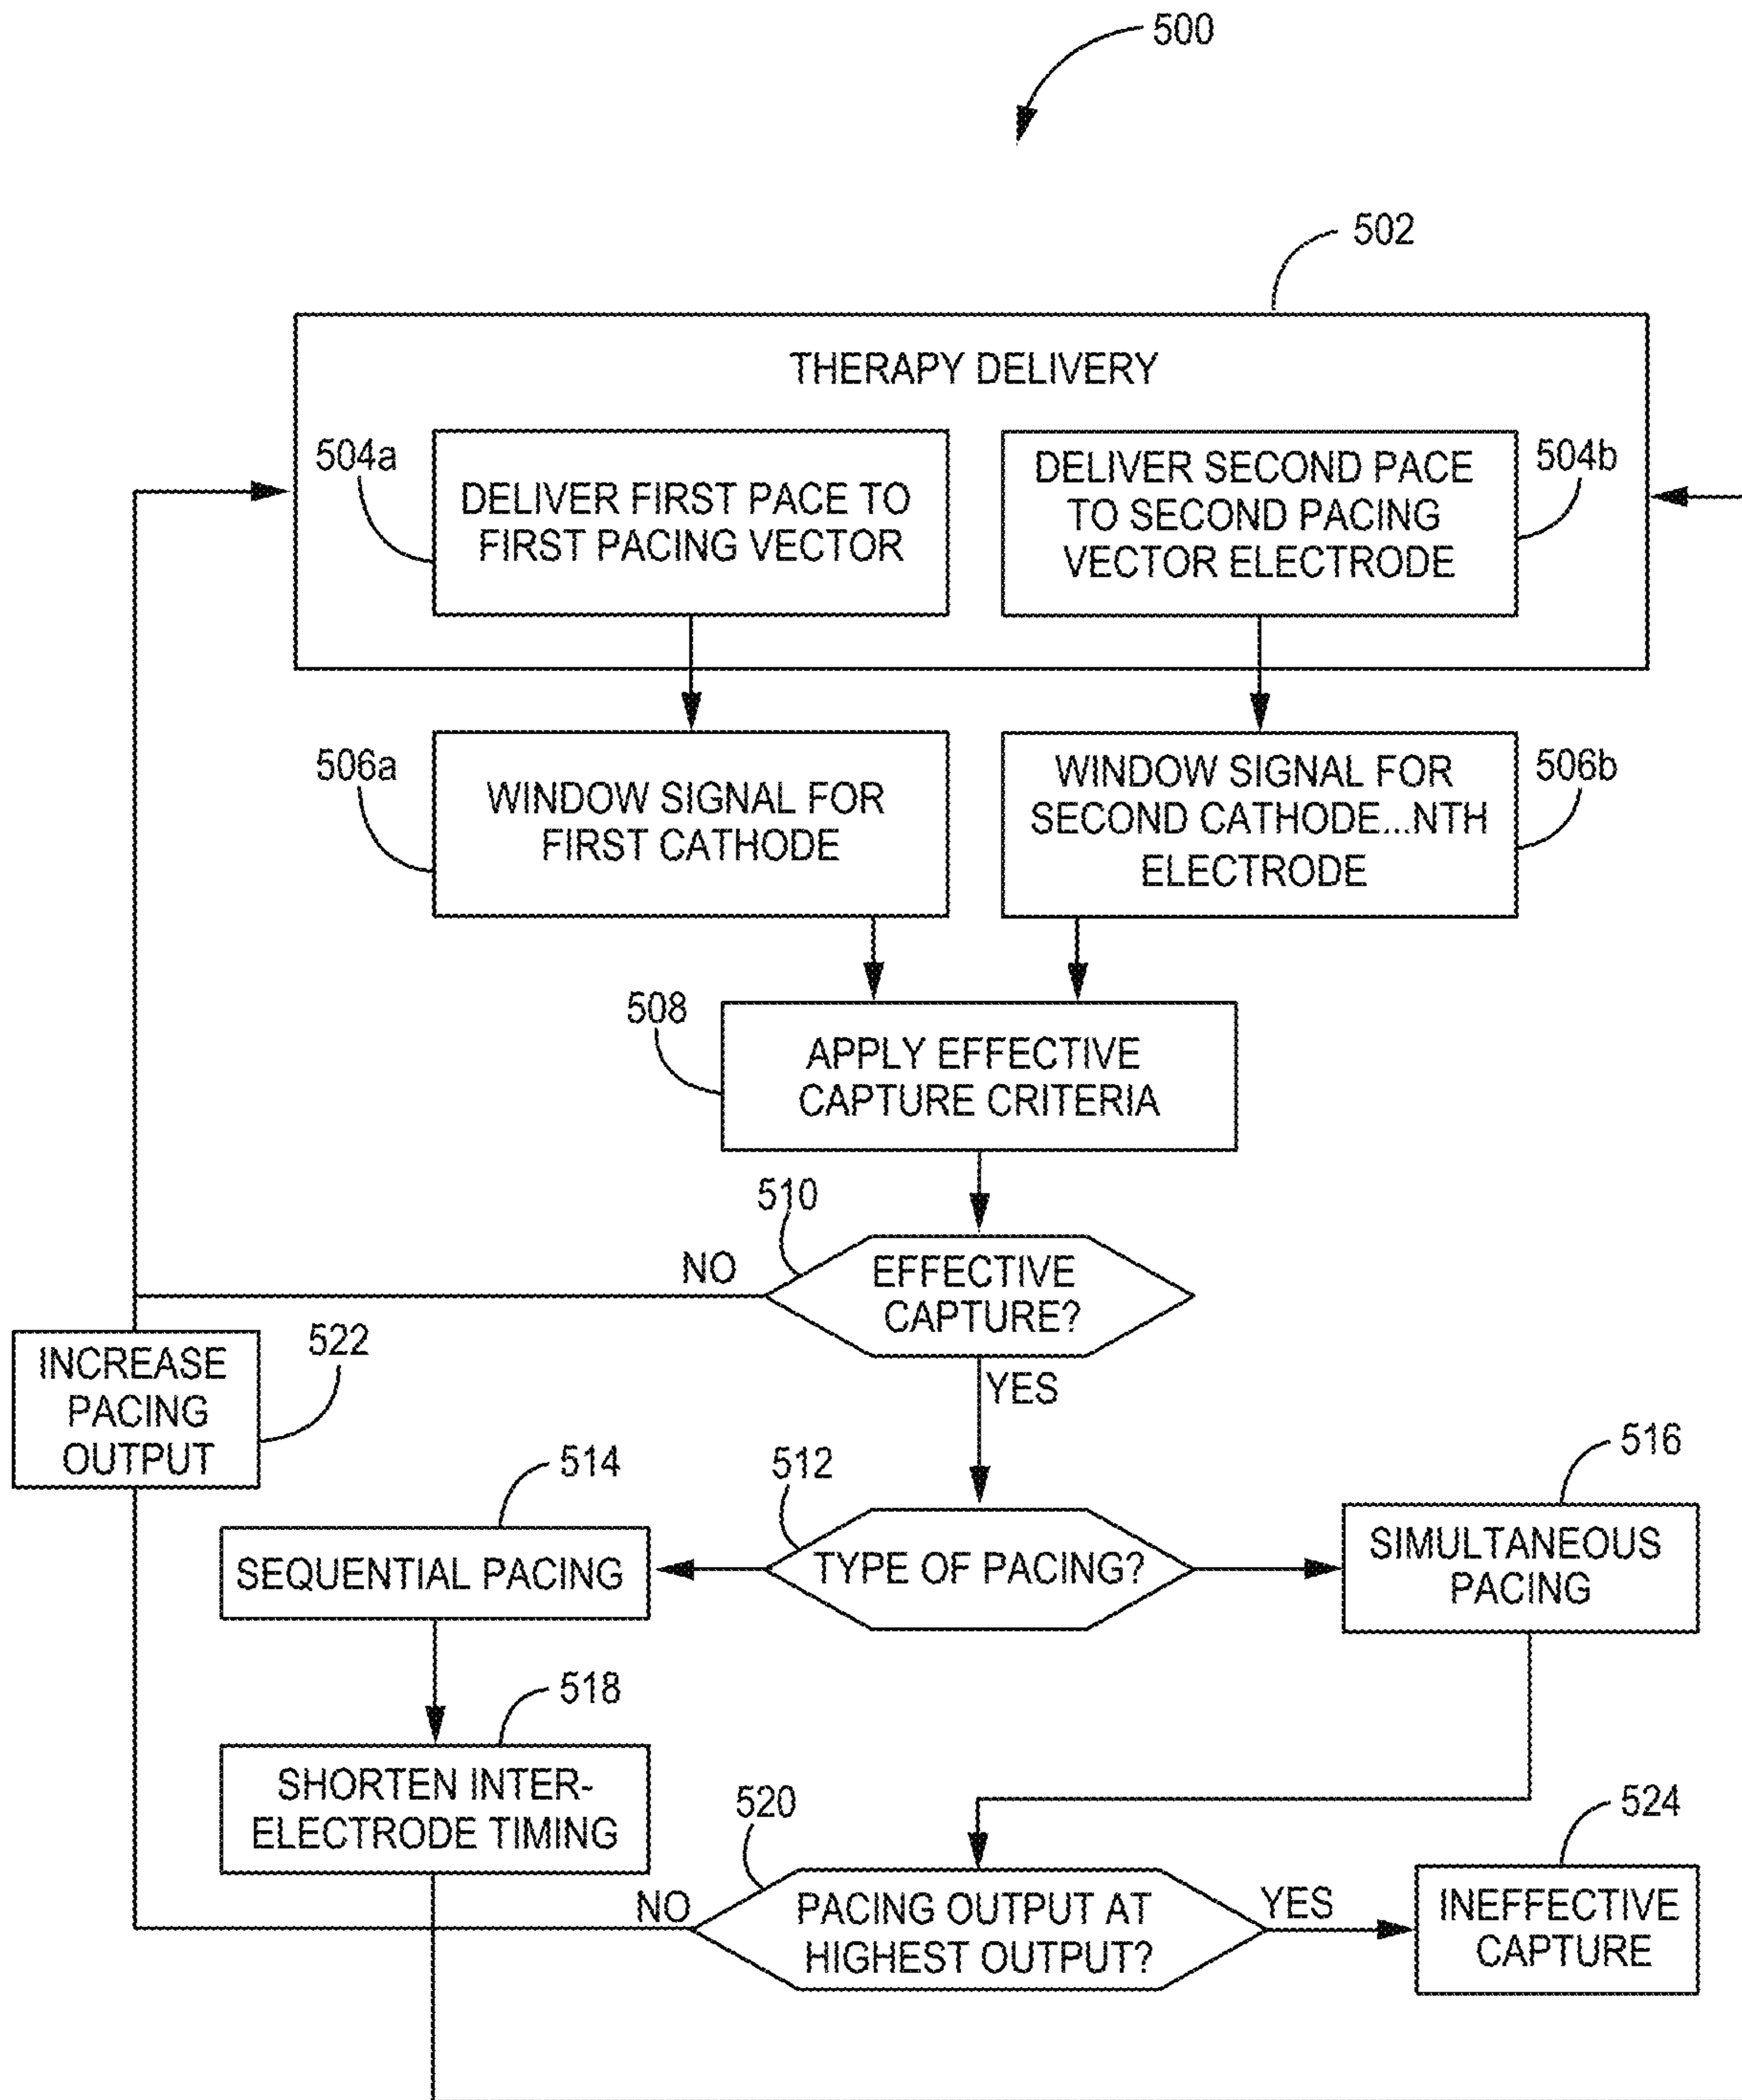 500
502
THERAPY DELIVERY
504a
DELIVER FIRST PACE TO
FIRST PACING VECTOR
DELIVER SECOND PACE
TO SECOND PACING
VECTOR ELECTRODE
504b
506a
WINDOW SIGNAL FOR
FIRST CATHODE
WINDOW SIGNAL FOR
SECOND CATHODE...NTH
ELECTRODE
506b
508
APPLY EFFECTIVE
CAPTURE CRITERIA
510
NO
EFFECTIVE
CAPTURE?
YES
INCREASE
PACING
OUTPUT
522
514
SEQUENTIAL PACING
512
TYPE OF PACING?
516
SIMULTANEOUS
PACING
518
SHORTEN INTER-
ELECTRODE TIMING
520
NO
PACING OUTPUT AT
HIGHEST OUTPUT?
YES
524
INEFFECTIVE
CAPTURE